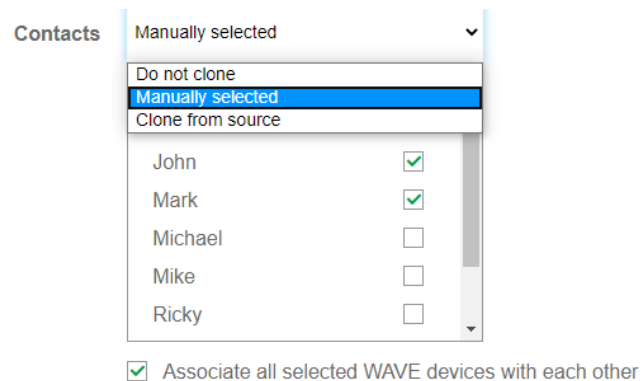 Contacts Manually selected
Do not clone
Manually selected
Clone from source
John
Mark
Michael
Mike
Ricky
Associate all selected WAVE devices with each other